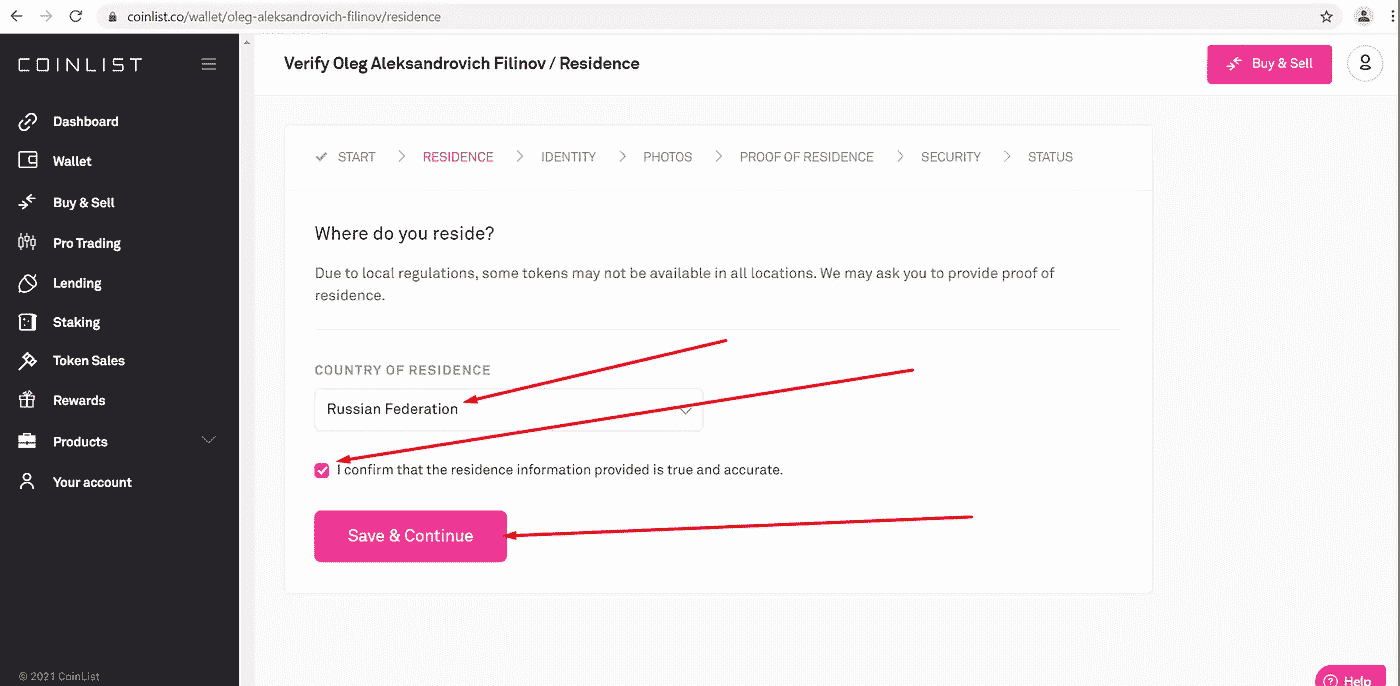 coinlist.co/wallet/oleg-aleksandrovich-filinov/residence
COINLIST
Dashboard
Wallet
Buy & Sell
Pro Trading
Lending
Staking
Token Sales
Rewards
Products
Your account
© 2021 CoinList
Verify Oleg Aleksandrovich Filinov / Residence
Buy & Sell
START
RESIDENCE
IDENTITY
PHOTOS
PROOF OF RESIDENCE
SECURITY
STATUS
Where do you reside?
Due to local regulations, some tokens may not be available in all locations. We may ask you to provide proof of
residence.
COUNTRY OF RESIDENCE
Russian Federation
I confirm that the residence information provided is true and accurate.
Save & Continue
Help